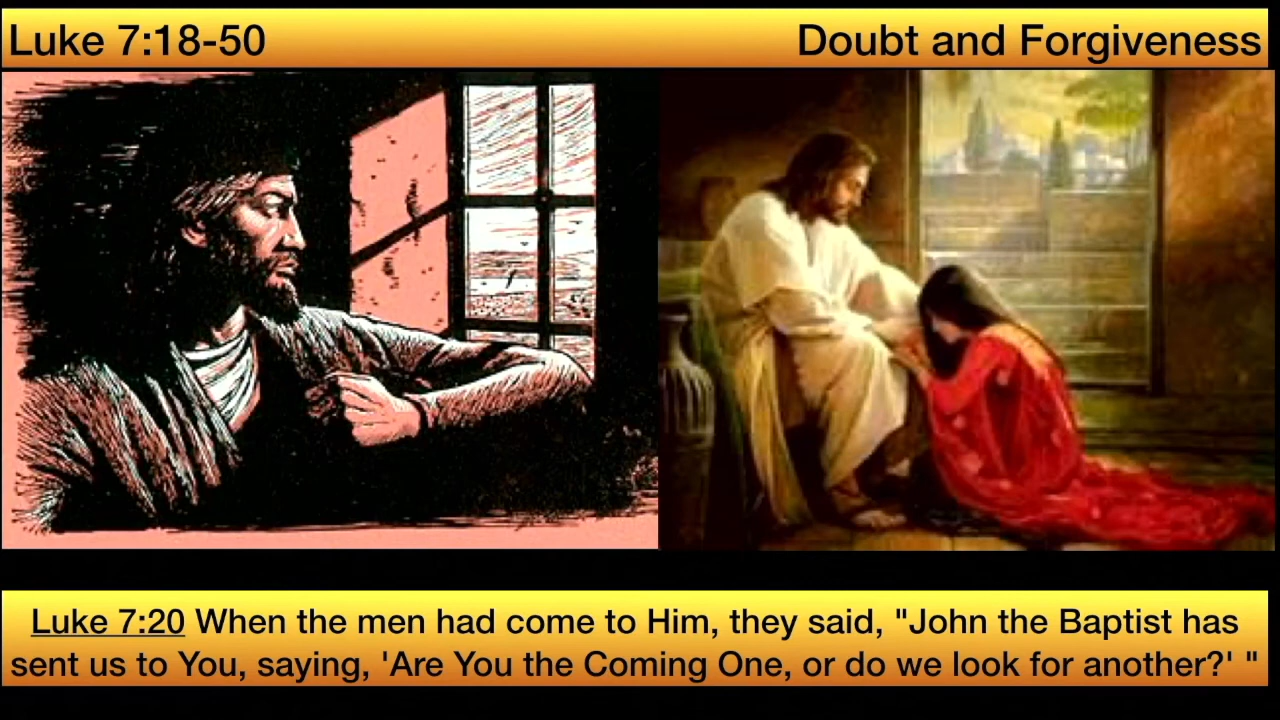 Luke 7:18-50 Doubt and Forgiveness
Luke 7:20 When the men had come to Him, they said, "John the Baptist has
sent us to You, saying, 'Are You the Coming One, or do we look for another?' "